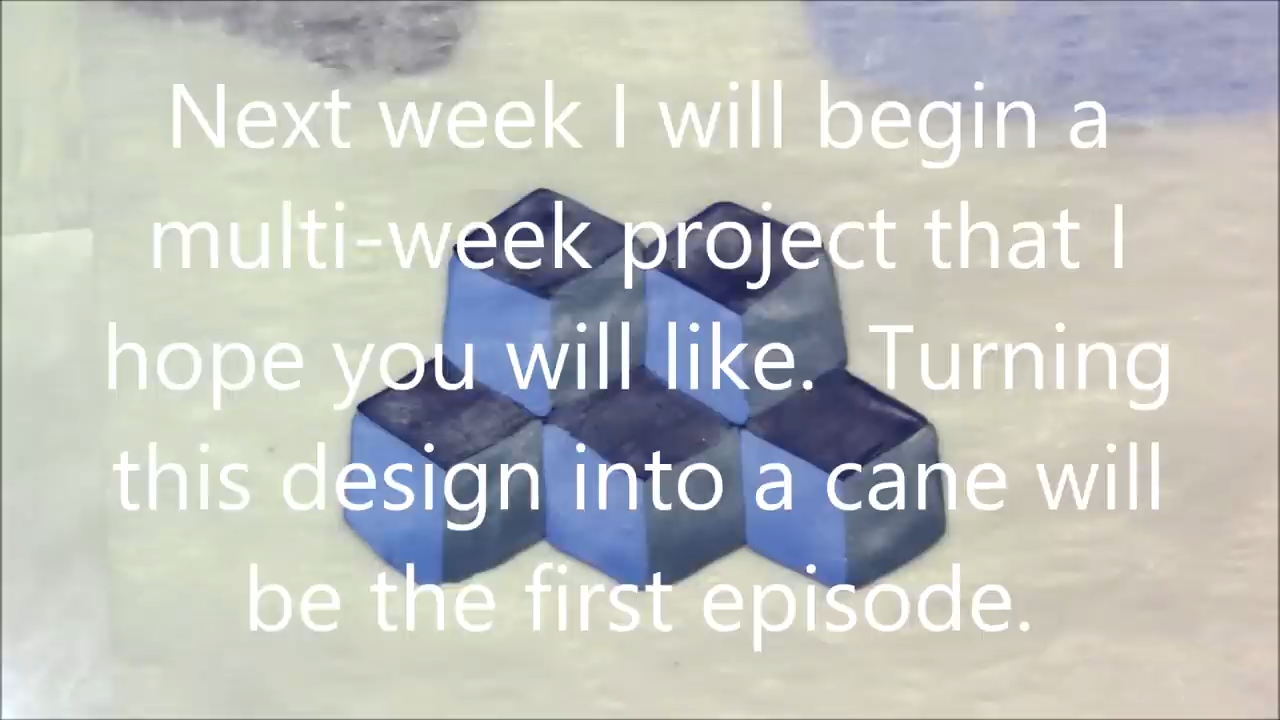 Next week I will begin a
multi-week project that I
hope you will like.  Turning
this design into a cane will
be the first episode.